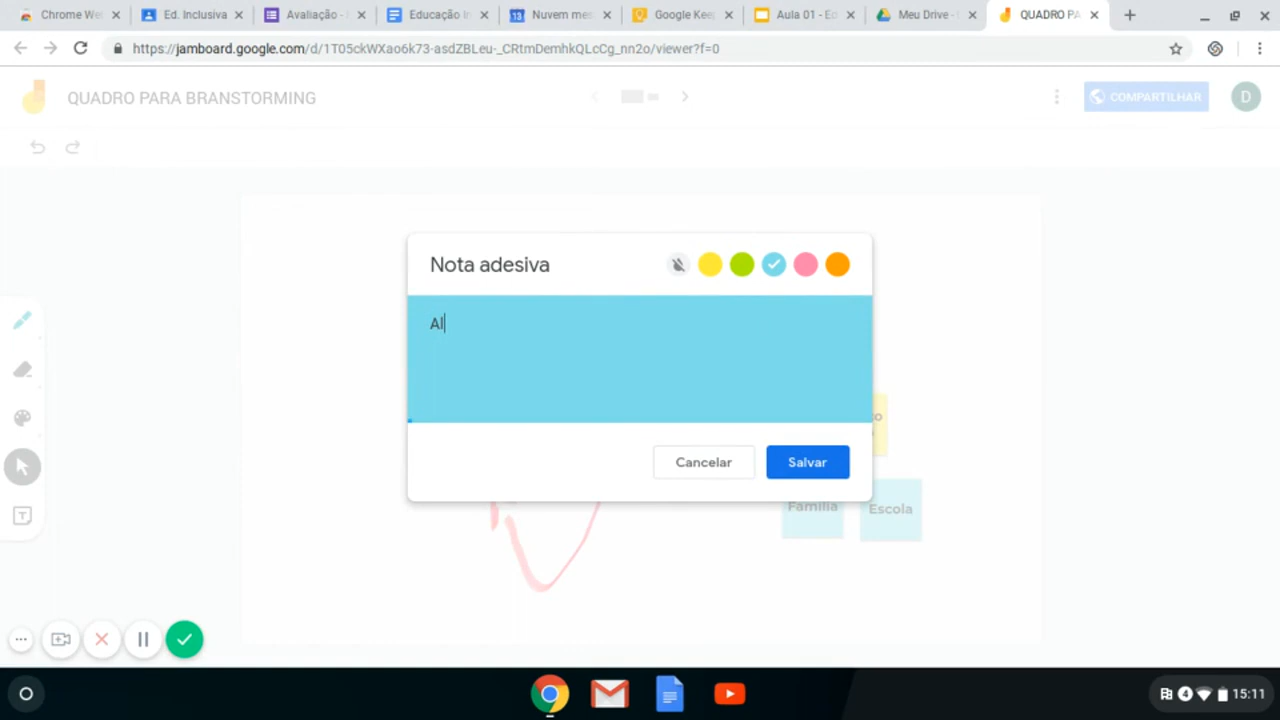 Chrome We
Ed. Inclusiva
Avaliação -
Educação I
Nuvem me
Google Kee
Aula 01 - E
Meu Drive -
QUADRO PA
https://jamboard.google.com/d/1T05ckWXao6k73-asdZBLeu-_CRtmDemhkQLcCg_nn2o/viewer?f=0
QUADRO PARA BRANSTORMING
COMPARTILHAR
D
Nota adesiva
Al
Cancelar
Salvar
Família
Escola
4
15:11